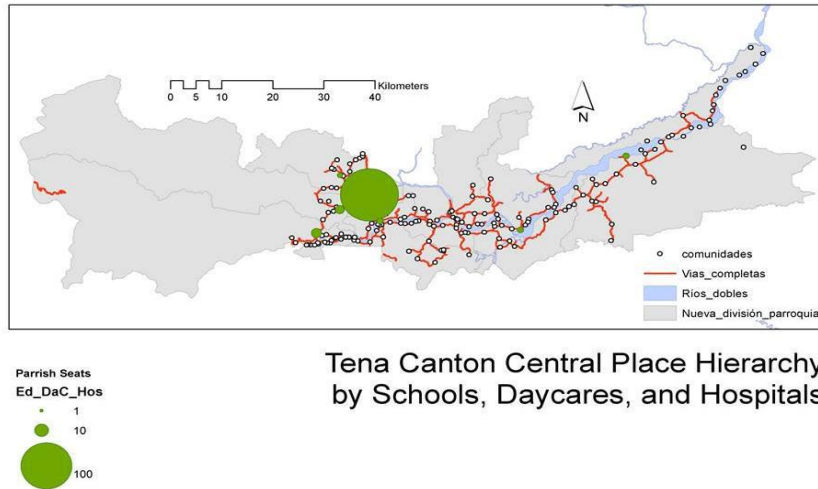 Kilometers
0 5 10 20 30 40
N
comunidades
Vias_completas
Rios_dobles
Nueva_división_parroquia
Tena Canton Central Place Hierarchy
by Schools, Daycares, and Hospitals
Parrish Seats
Ed_DaC_Hos
1
10
100